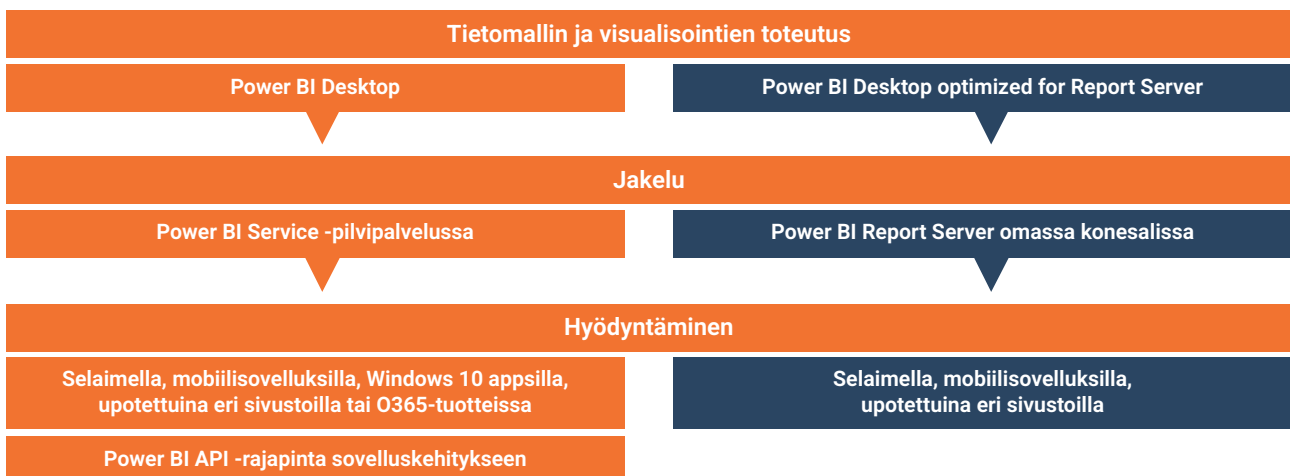 Tietomallin ja visualisointien toteutus
Power BI Desktop
Power BI Desktop optimized for Report Server
Jakelu
Power BI Service -pilvipalvelussa
Power BI Report Server omassa konesalissa
Hyödyntäminen
Selaimella, mobiilisovelluksilla, Windows 10 appsilla,
upotettuina eri sivustoilla tai O365-tuotteissa
Selaimella, mobiilisovelluksilla,
upotettuina eri sivustoilla
Power BI API -rajapinta sovelluskehitykseen